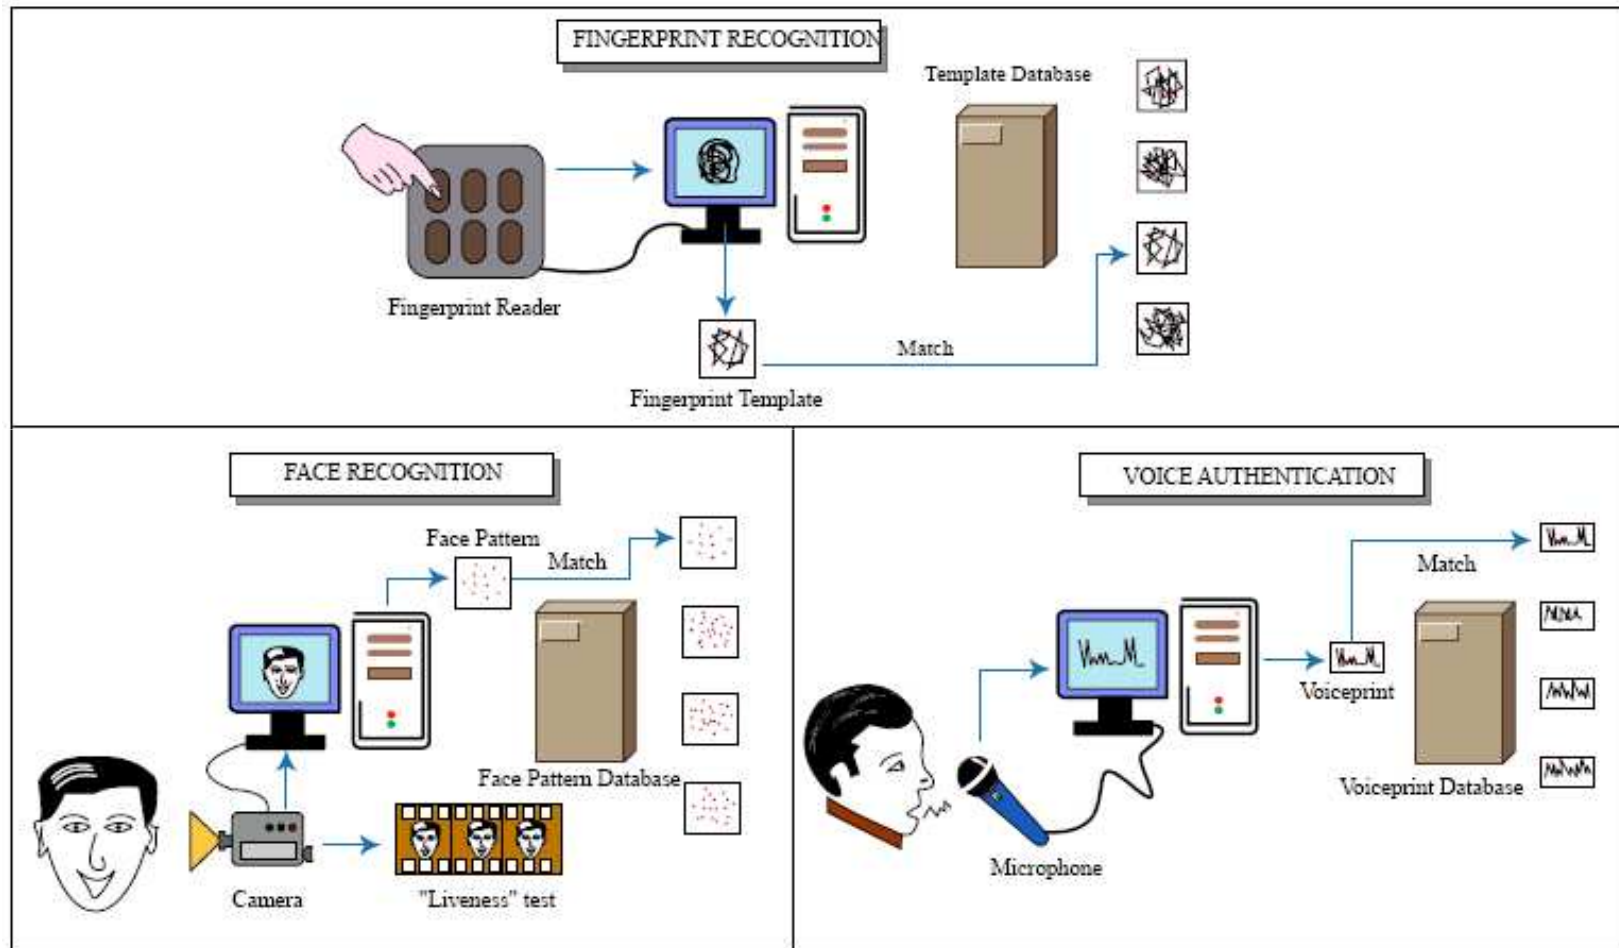 FINGERPRINT RECOGNITION
Template Database
Fingerprint Reader
Match
Fingerprint Template
FACE RECOGNITION
Face Pattern
Match
Face Pattern Database
Camera
"Liveness" test
VOICE AUTHENTICATION
Match
Voiceprint
Voiceprint Database
Microphone